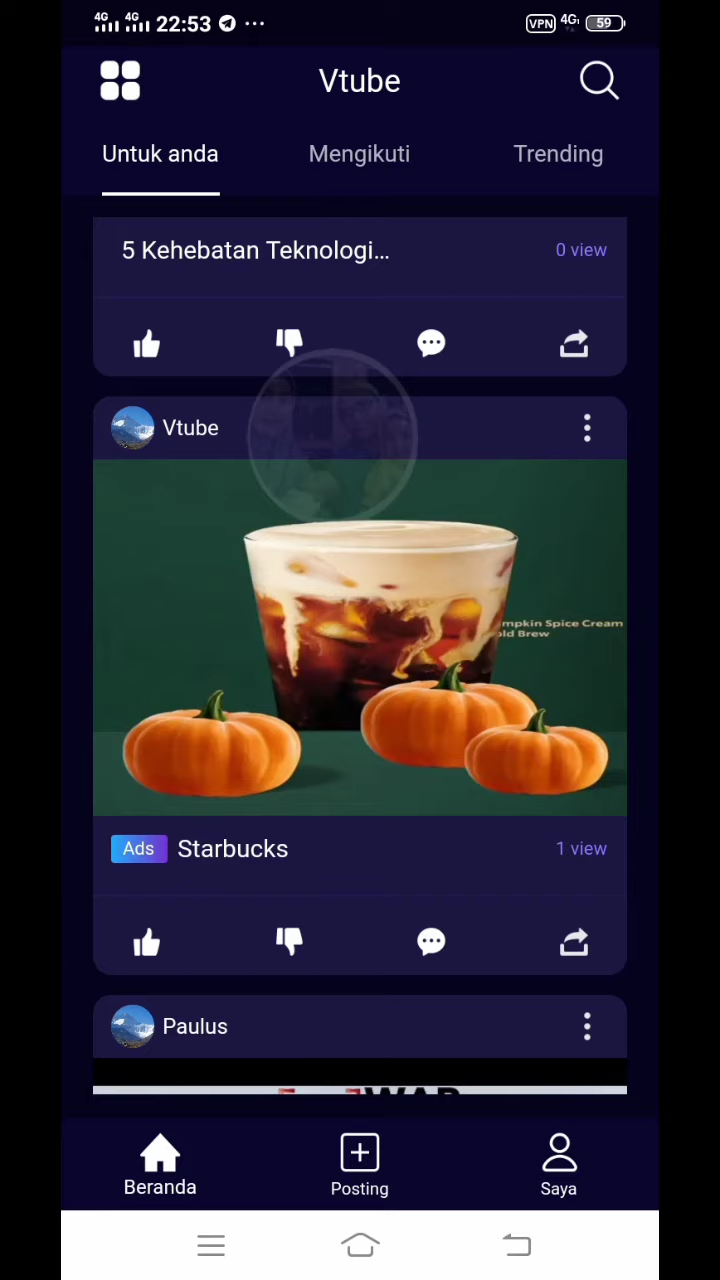 4G 4G 22:53 VPN 4G 59
Vtube
Untuk anda Mengikuti Trending
5 Kehebatan Teknologi... 0 view
Vtube
mpkin Spice Cream
old Brew
Ads Starbucks 1 view
Paulus
Beranda Posting Saya